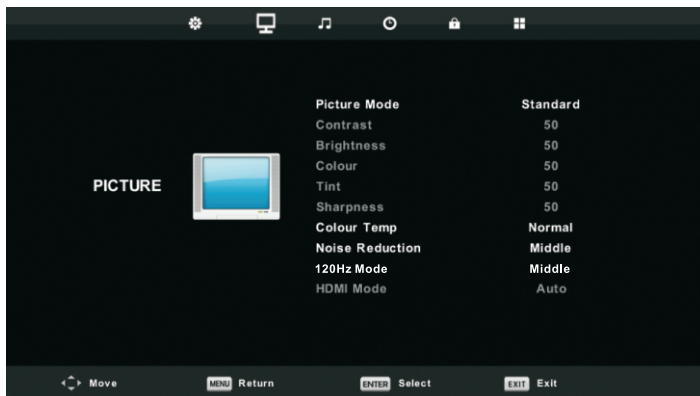 PICTURE
Picture Mode Standard
Contrast 50
Brightness 50
Colour 50
Tint 50
Sharpness 50
Colour Temp Normal
Noise Reduction Middle
120Hz Mode Middle
HDMI Mode Auto
Move MENU Return ENTER Select EXIT Exit